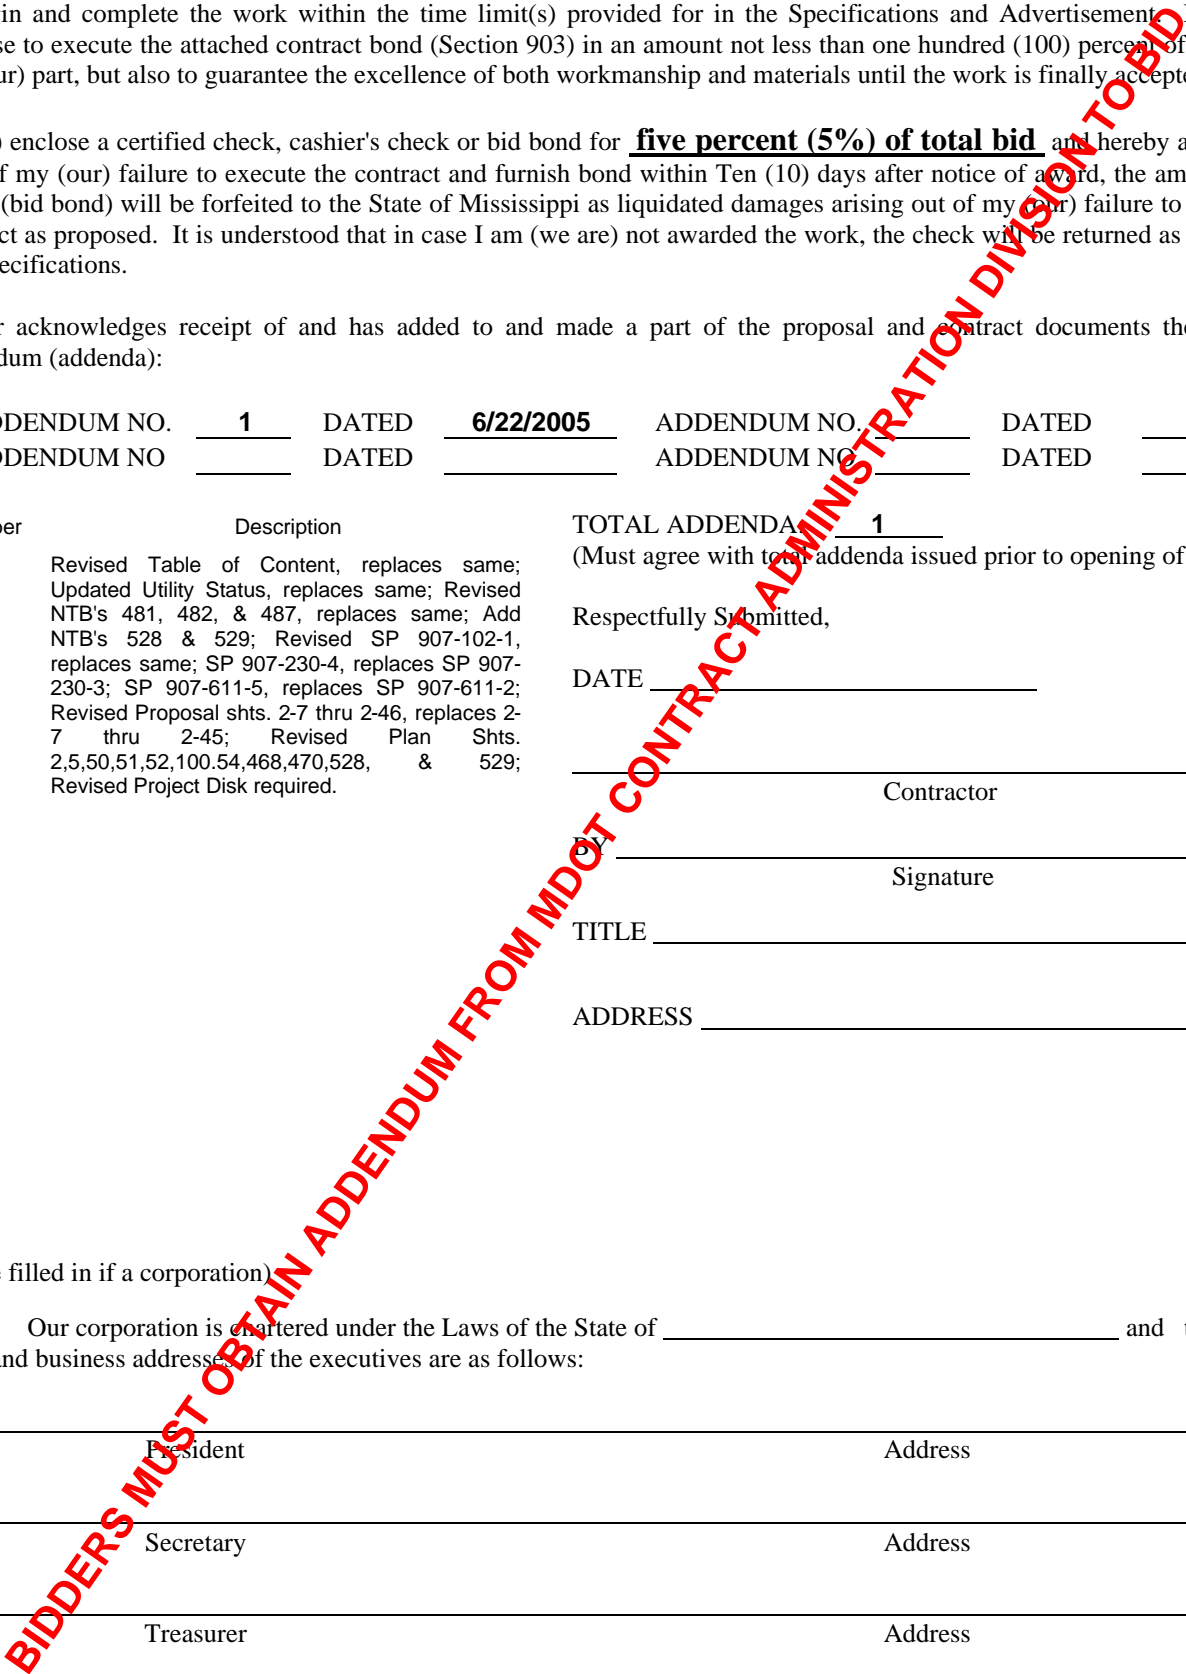 in and complete the work within the time limit(s) provided for in the Specifications and Advertisement.
se to execute the attached contract bond (Section 903) in an amount not less than one hundred (100) percent of
ur) part, but also to guarantee the excellence of both workmanship and materials until the work is finally accepte
) enclose a certified check, cashier's check or bid bond for five percent (5%) of total bid and hereby a
f my (our) failure to execute the contract and furnish bond within Ten (10) days after notice of award, the am
(bid bond) will be forfeited to the State of Mississippi as liquidated damages arising out of my (our) failure to
ct as proposed. It is understood that in case I am (we are) not awarded the work, the check will be returned as
ecifications.
r acknowledges receipt of and has added to and made a part of the proposal and contract documents the
dum (addenda):
DDENDUM NO. 1 DATED 6/22/2005 ADDENDUM NO. DATED
DDENDUM NO DATED ADDENDUM NO DATED
ber Description
TOTAL ADDENDA: 1
(Must agree with total addenda issued prior to opening of
Revised Table of Content, replaces same;
Updated Utility Status, replaces same; Revised
NTB's 481, 482, & 487, replaces same; Add
NTB's 528 & 529; Revised SP 907-102-1,
replaces same; SP 907-230-4, replaces SP 907-
230-3; SP 907-611-5, replaces SP 907-611-2;
Revised Proposal shts. 2-7 thru 2-46, replaces 2-
7 thru 2-45; Revised Plan Shts.
2,5,50,51,52,100.54,468,470,528, & 529;
Revised Project Disk required.
Respectfully Submitted,
DATE
Contractor
BY
Signature
TITLE
ADDRESS
e filled in if a corporation)
Our corporation is chartered under the Laws of the State of and t
and business addresses of the executives are as follows:
President Address
Secretary Address
Treasurer Address
BIDDERS MUST OBTAIN ADDENDUM FROM MDOT CONTRACT ADMINISTRATION DIVISION TO BID